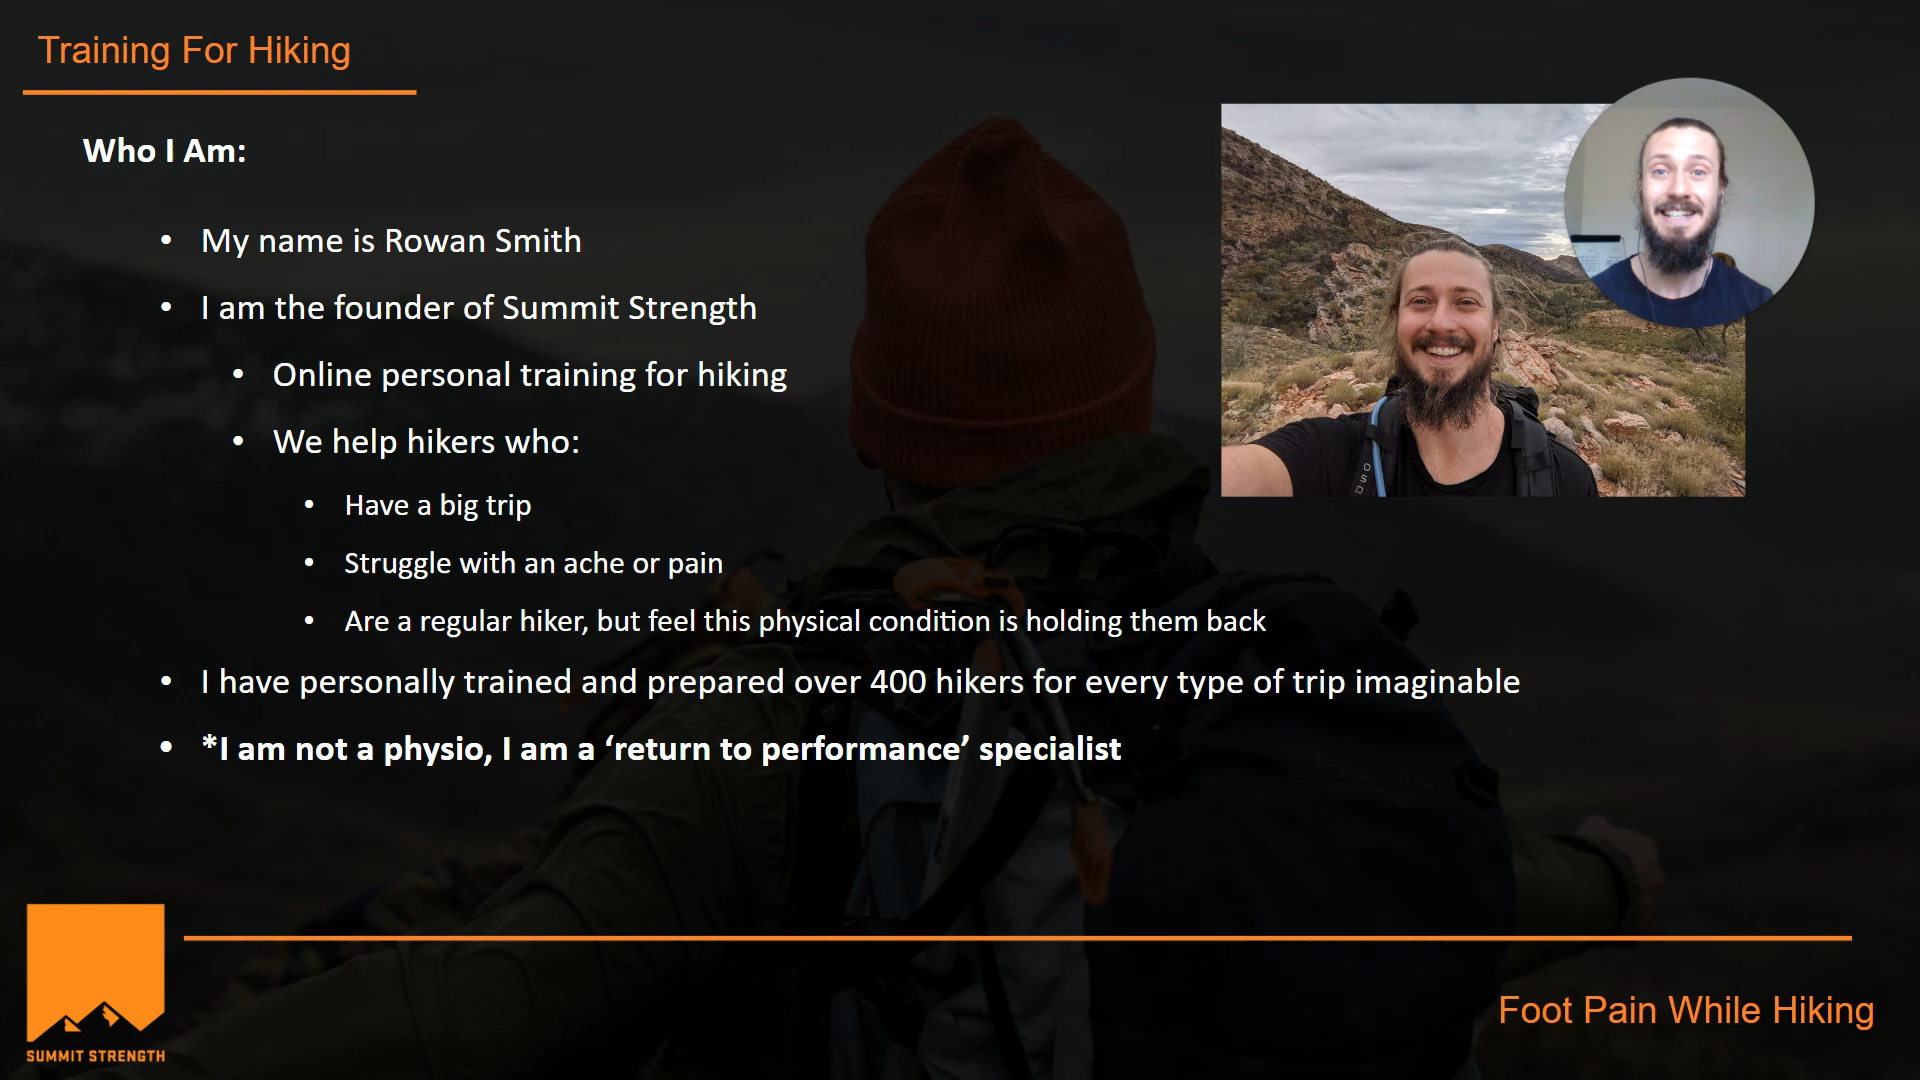 Training For Hiking
Who I Am:
• My name is Rowan Smith
• I am the founder of Summit Strength
• Online personal training for hiking
• We help hikers who:
• Have a big trip
• Struggle with an ache or pain
• Are a regular hiker, but feel this physical condition is holding them back
• I have personally trained and prepared over 400 hikers for every type of trip imaginable
• *I am not a physio, I am a ‘return to performance’ specialist
SUMMIT STRENGTH
Foot Pain While Hiking